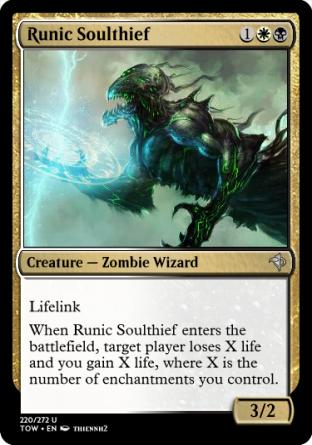 Runic Soulthief 1
Creature — Zombie Wizard
Lifelink
When Runic Soulthief enters the
battlefield, target player loses X life
and you gain X life, where X is the
number of enchantments you control.
3/2
220/272 U
TOW • EN THIENNH2